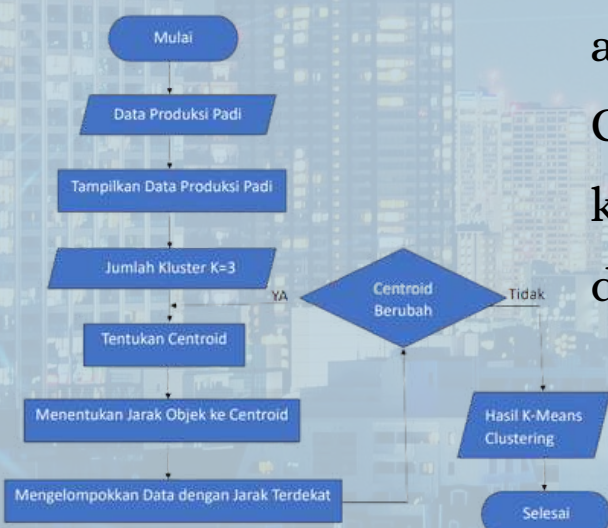 Mulai
Data Produksi Padi
Tampilkan Data Produksi Padi
Jumlah Kluster K=3
YA
Centroid
Berubah
Tidak
Tentukan Centroid
Menentukan Jarak Objek ke Centroid
Mengelompokkan Data dengan Jarak Terdekat
Hasil K-Means
Clustering
Selesai